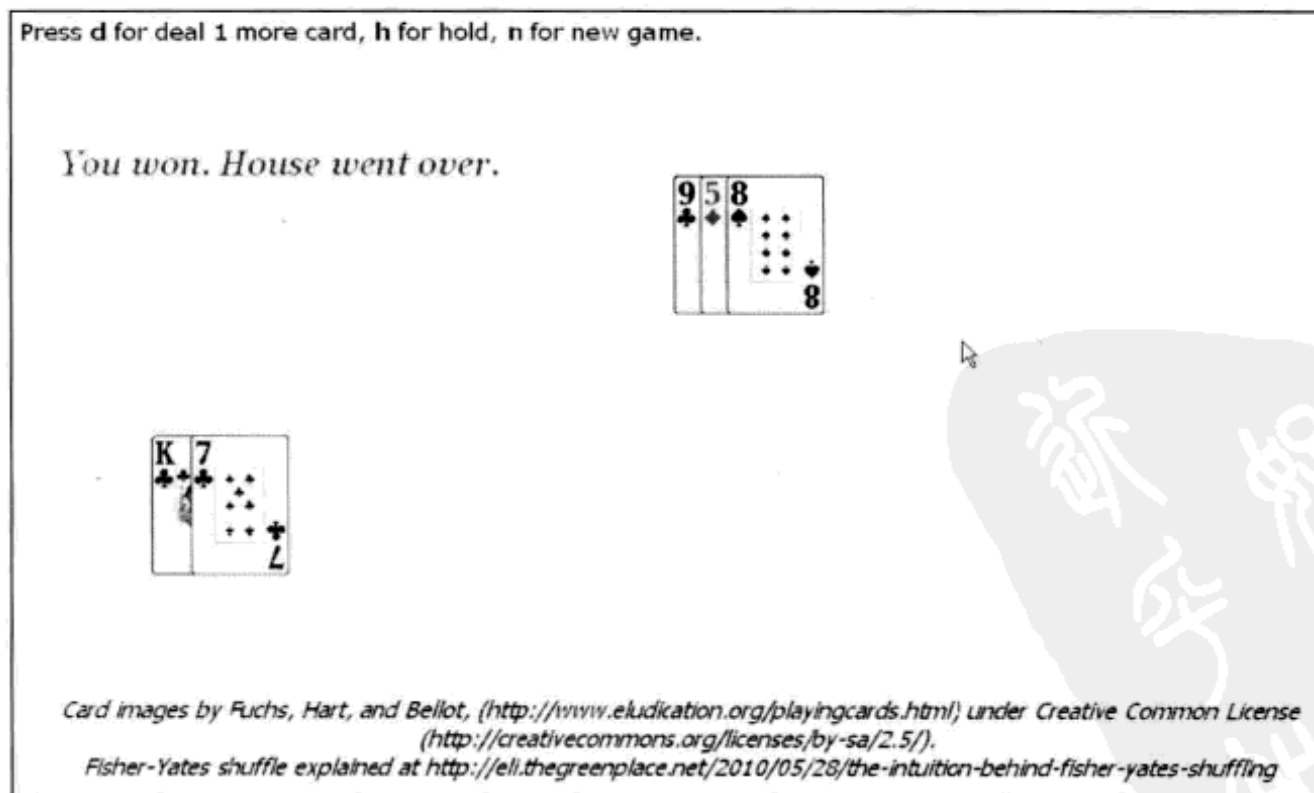 Press d for deal 1 more card, h for hold, n for new game.
You won. House went over.
9 5 8
8
K 7
7
Card images by Fuchs, Hart, and Bellot, (http://www.eludication.org/playingcards.html) under Creative Common License
(http://creativecommons.org/licenses/by-sa/2.5/).
Fisher-Yates shuffle explained at http://eli.thegreenplace.net/2010/05/28/the-intuition-behind-fisher-yates-shuffling